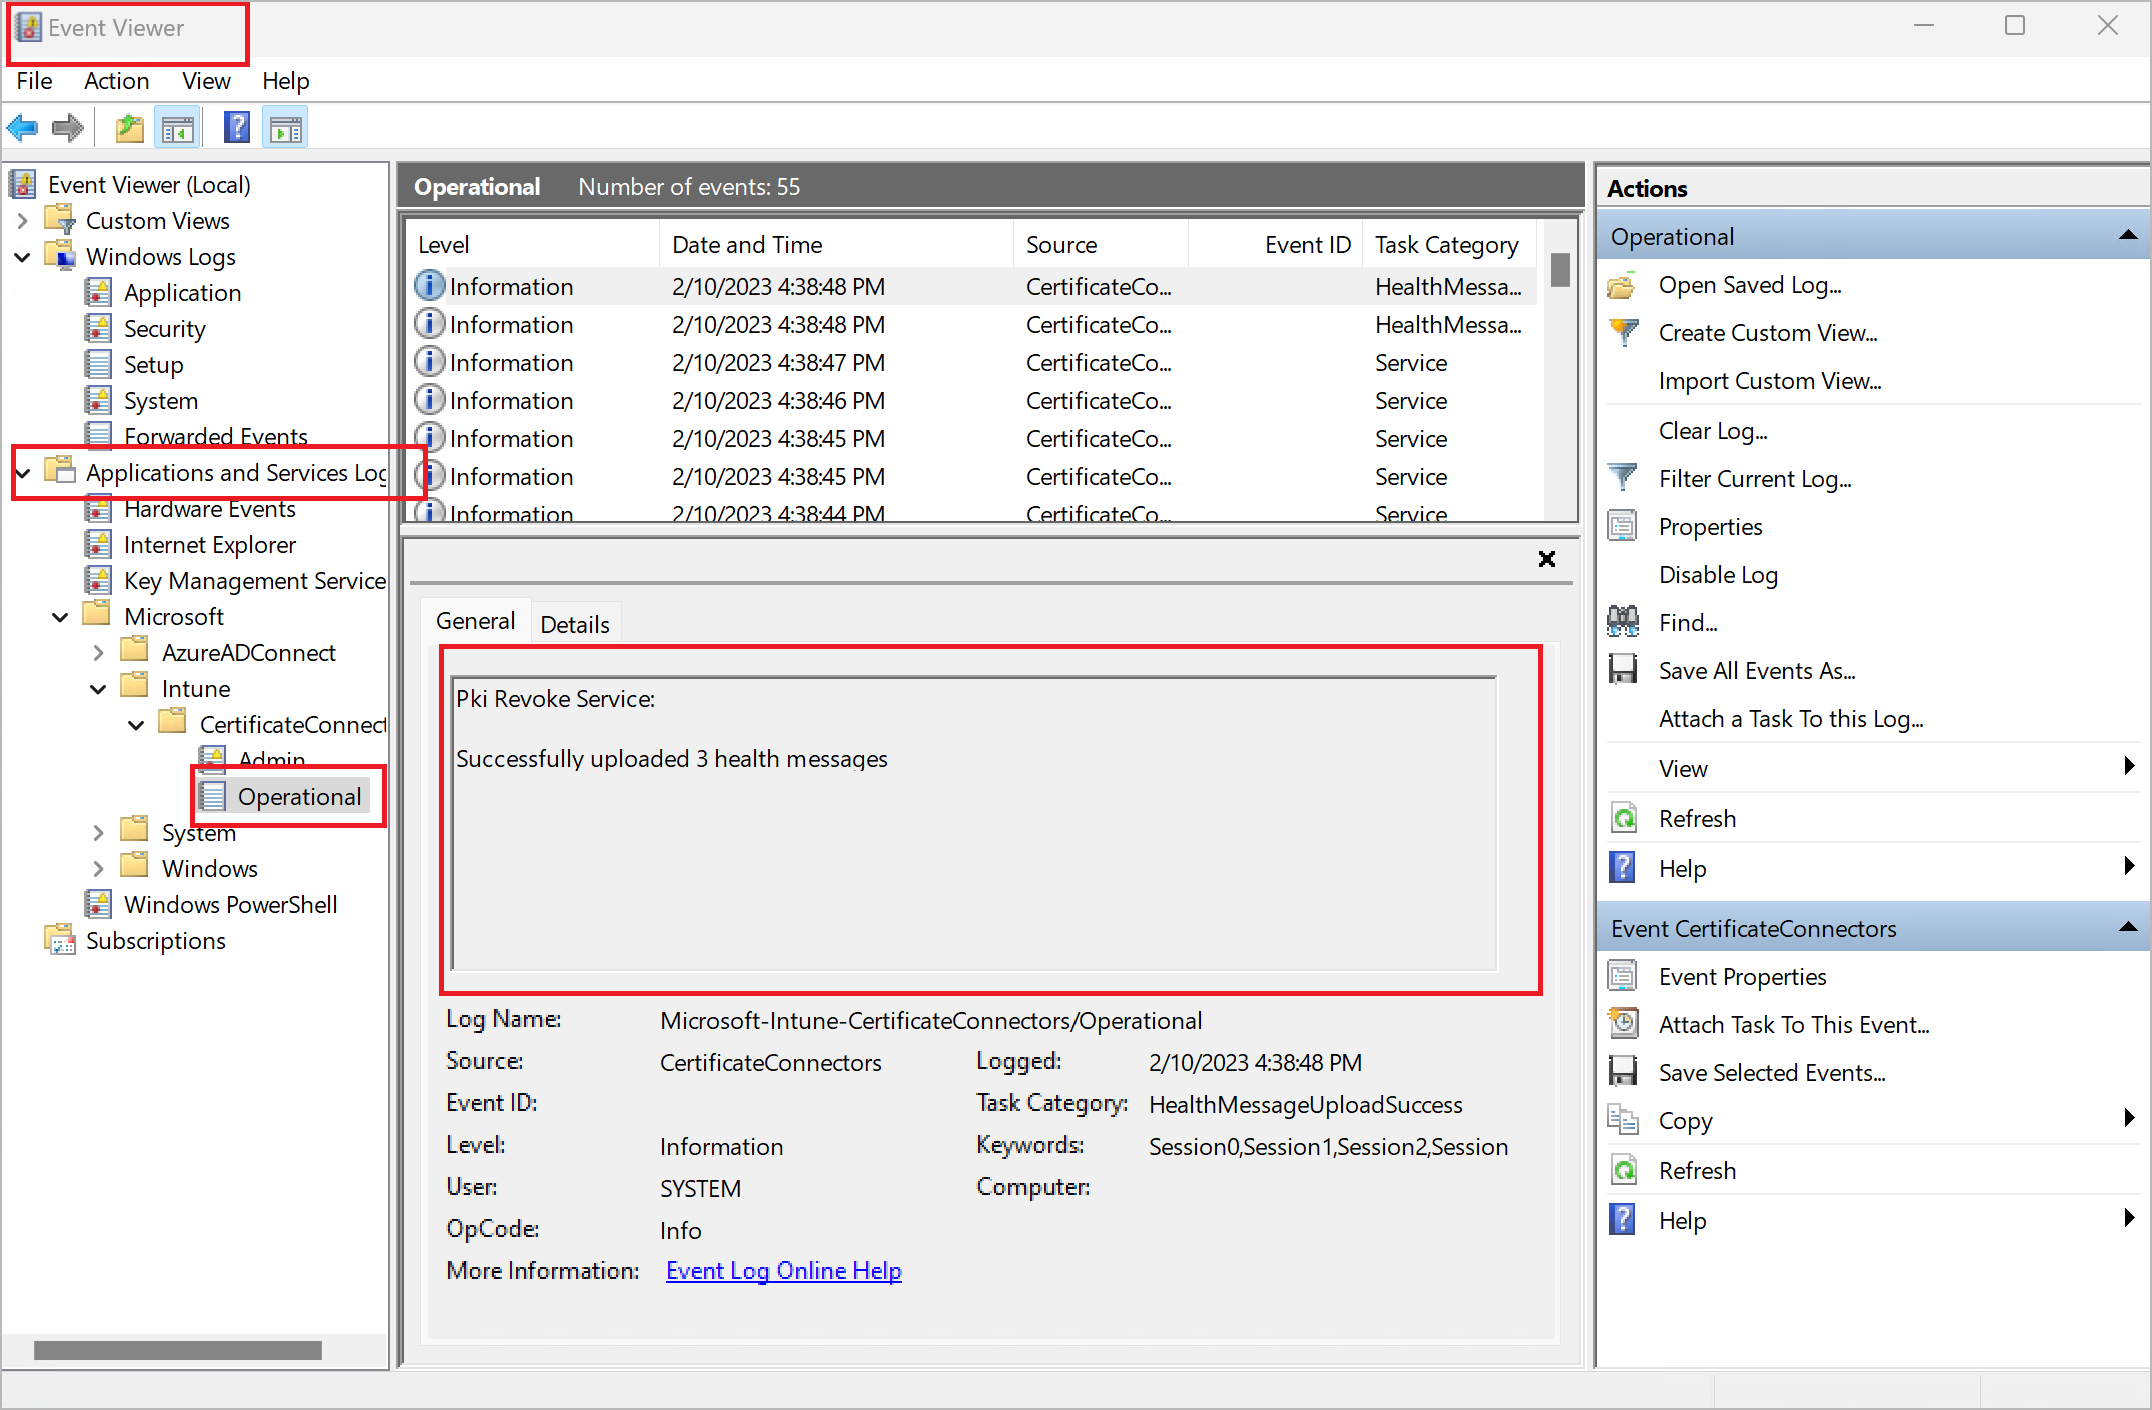 Event Viewer
File Action View Help
Event Viewer (Local)
Custom Views
Windows Logs
Application
Security
Setup
System
Forwarded Events
Applications and Services Log
Hardware Events
Internet Explorer
Key Management Service
Microsoft
AzureADConnect
Intune
CertificateConnect
Admin
Operational
System
Windows
Windows PowerShell
Subscriptions
Operational Number of events: 55
Level Date and Time Source Event ID Task Category
Information 2/10/2023 4:38:48 PM CertificateCo... HealthMessa...
Information 2/10/2023 4:38:48 PM CertificateCo... HealthMessa...
Information 2/10/2023 4:38:47 PM CertificateCo... Service
Information 2/10/2023 4:38:46 PM CertificateCo... Service
Information 2/10/2023 4:38:45 PM CertificateCo... Service
Information 2/10/2023 4:38:45 PM CertificateCo... Service
Information 2/10/2023 4:38:44 PM CertificateCo... Service
General Details
Pki Revoke Service:
Successfully uploaded 3 health messages
Log Name: Microsoft-Intune-CertificateConnectors/Operational
Source: CertificateConnectors Logged: 2/10/2023 4:38:48 PM
Event ID: Task Category: HealthMessageUploadSuccess
Level: Information Keywords: Session0,Session1,Session2,Session
User: SYSTEM Computer:
OpCode: Info
More Information: Event Log Online Help
Actions
Operational
Open Saved Log...
Create Custom View...
Import Custom View...
Clear Log...
Filter Current Log...
Properties
Disable Log
Find...
Save All Events As...
Attach a Task To this Log...
View
Refresh
Help
Event CertificateConnectors
Event Properties
Attach Task To This Event...
Save Selected Events...
Copy
Refresh
Help